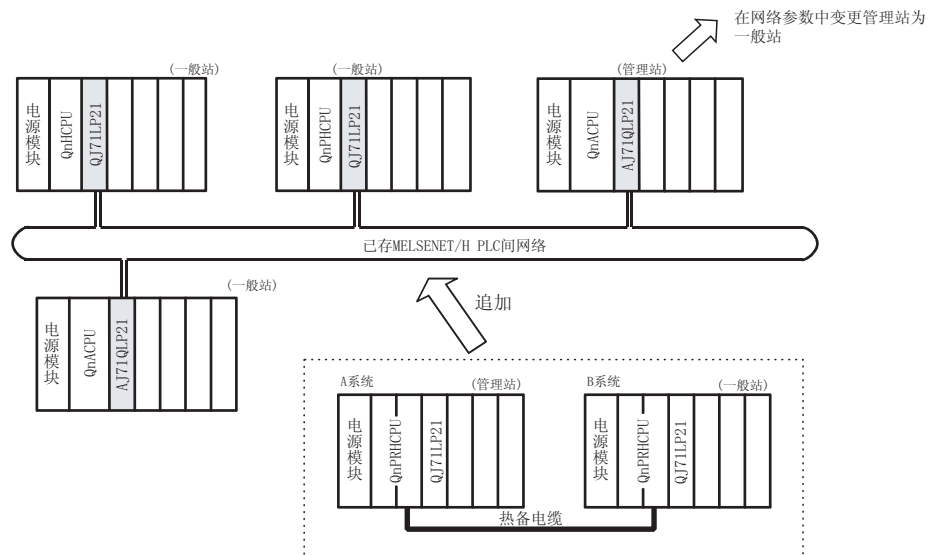 在网络参数中变更管理站为
一般站
(一般站)
(一般站)
(管理站)
电源模块
QnHCPU
QJ71LP21
电源模块
QnPHCPU
QJ71LP21
电源模块
QnACPU
AJ71QLP21
已存MELSENET/H PLC间网络
(一般站)
电源模块
QnACPU
AJ71QLP21
追加
A系统
(管理站)
B系统
(一般站)
电源模块
QnPRHCPU
QJ71LP21
电源模块
QnPRHCPU
QJ71LP21
热备电缆